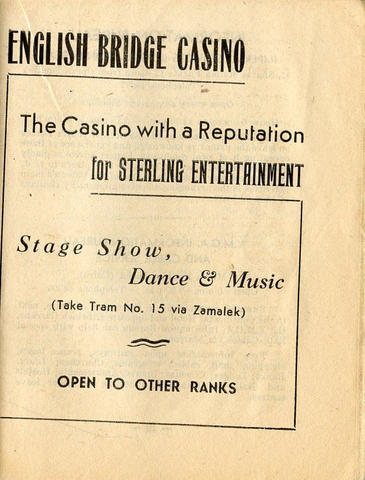 ENGLISH BRIDGE CASINO
The Casino with a Reputation
for STERLING ENTERTAINMENT
Stage Show,
Dance & Music
(Take Tram No. 15 via Zamalek)
OPEN TO OTHER RANKS